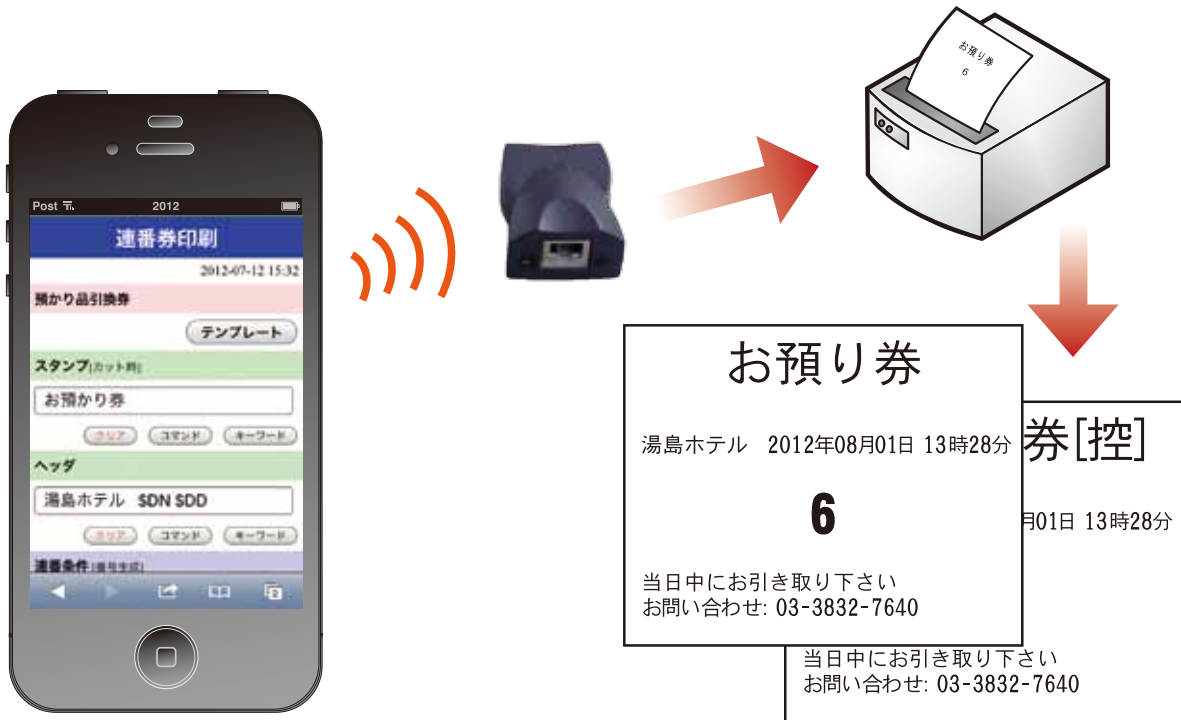 Post 2012
連番券印刷
2012-07-12 15:32
預かり品引換券
テンプレート
スタンプ[カット時]
お預かり券
クリア コマンド キーワード
ヘッダ
湯島ホテル $DN $DD
クリア コマンド キーワード
連番条件[番号生成]
お預り券
6
お預り券
湯島ホテル 2012年08月01日 13時28分
6
当日中にお引き取り下さい
お問い合わせ: 03-3832-7640
券[控]
月01日 13時28分
当日中にお引き取り下さい
お問い合わせ: 03-3832-7640